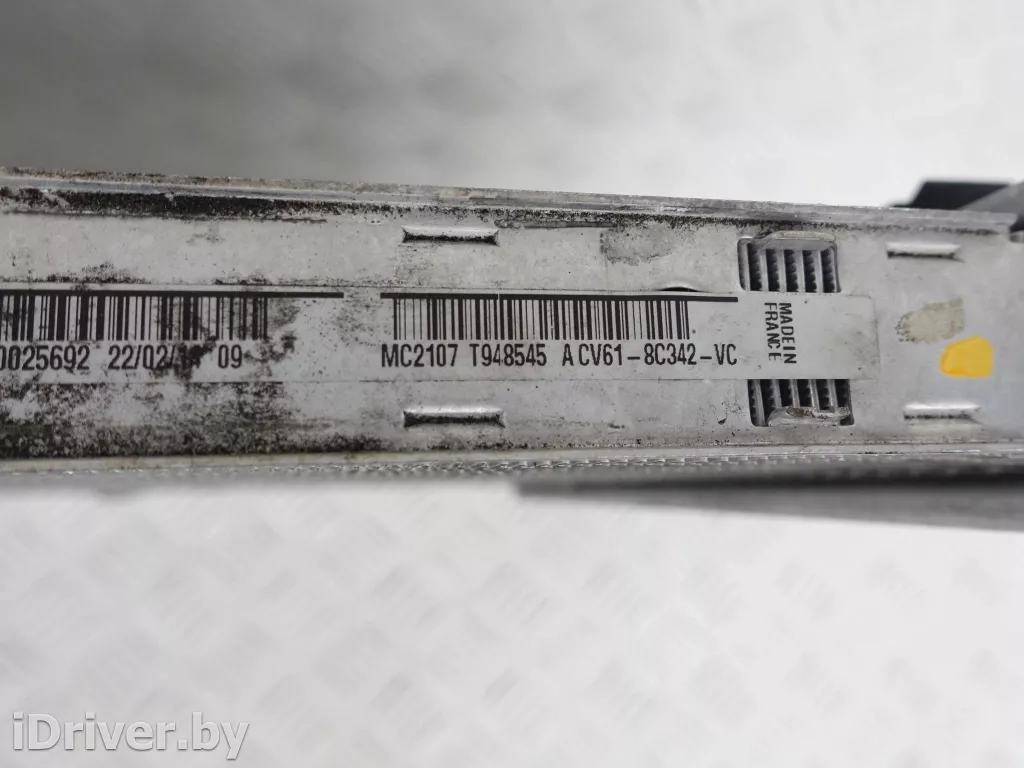 0025692 22/02/ 09
MC2107 T948545 A CV61-8C342-VC
MADE IN
FRANCE
iDriver.by